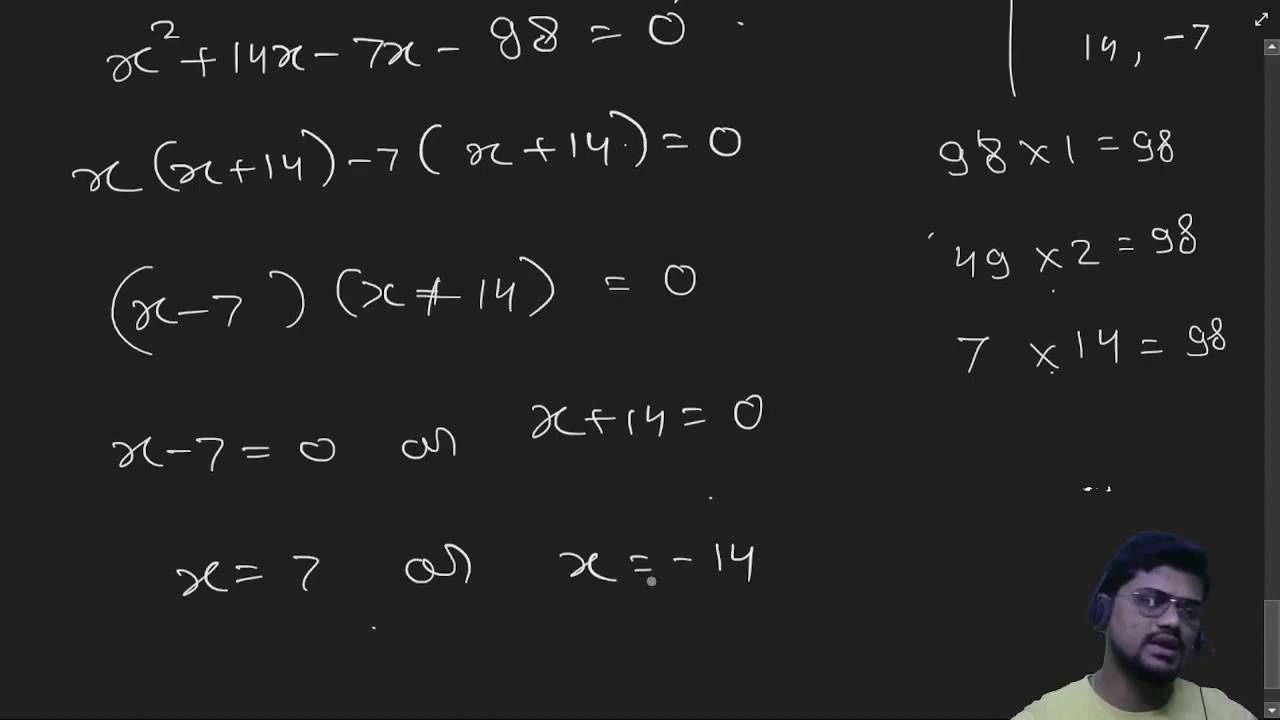 x² + 14x - 7x - 98 = 0
x(x+14) - 7(x+14) = 0
(x-7)(x+14) = 0
x-7 = 0 or x+14 = 0
x = 7 or x = -14
14, -7
98 x 1 = 98
49 x 2 = 98
7 x 14 = 98